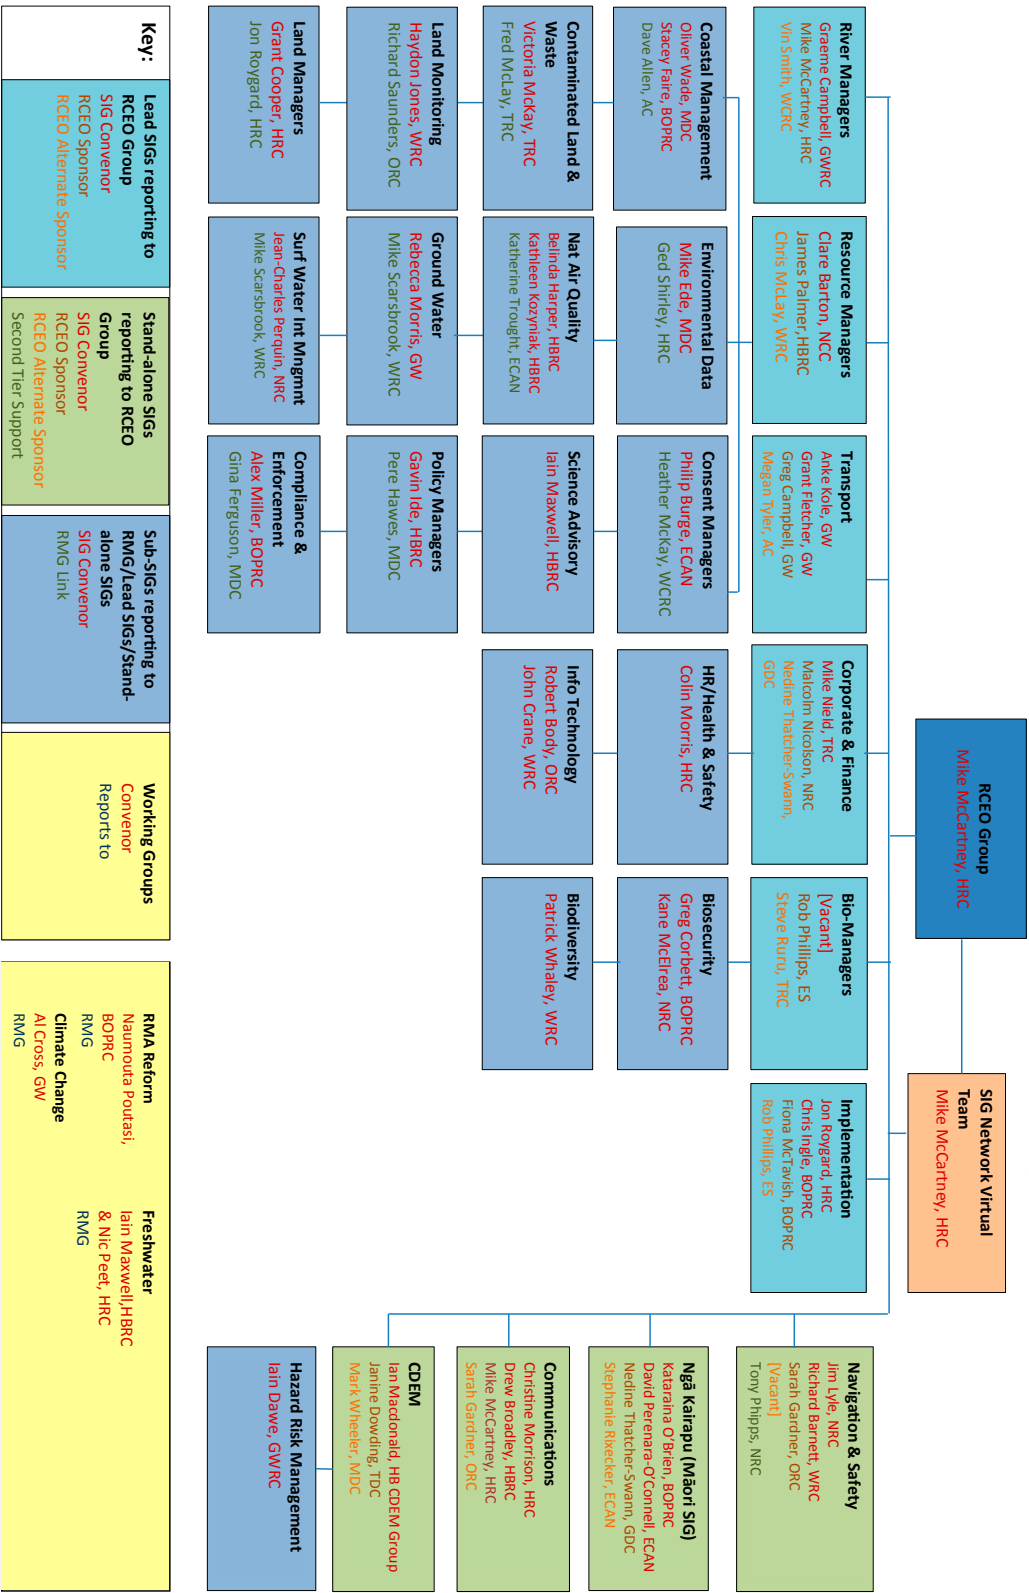 RCEO Group
Mike McCartney, HRC
SIG Network Virtual
Team
Mike McCartney, HRC
River Managers
Graeme Campbell, GWRC
Mike McCartney, HRC
Vin Smith, WCRC
Resource Managers
Clare Barton, NCC
James Palmer,HBRC
Chris McLay, WRC
Transport
Anke Kole, GW
Grant Fletcher, GW
Greg Campbell, GW
Megan Tyler, AC
Corporate & Finance
Mike Nield, TRC
Malcolm Nicolson, NRC
Nedine Thatcher-Swann,
GDC
Bio-Managers
[Vacant]
Rob Phillips, ES
Steve Ruru, TRC
Implementation
Jon Roygard, HRC
Chris Ingle, BOPRC
Fiona McTavish, BOPRC
Rob Phillips, ES
Navigation & Safety
Jim Lyle, NRC
Richard Barnett, WRC
Sarah Gardner, ORC
[Vacant]
Tony Phipps, NRC
Coastal Management
Oliver Wade, MDC
Stacey Faire, BOPRC
Dave Allen, AC
Environmental Data
Mike Ede, MDC
Ged Shirley, HRC
Consent Managers
Philip Burge, ECAN
Heather McKay, WCRC
HR/Health & Safety
Colin Morris, HRC
Biosecurity
Greg Corbett, BOPRC
Kane McElrea, NRC
Ngā Kairapu (Māori SIG)
Kataraina O’Brien, BOPRC
David Perenara-O’Connell, ECAN
Nedine Thatcher-Swann, GDC
Stephanie Rixecker, ECAN
Contaminated Land &
Waste
Victoria McKay, TRC
Fred McLay, TRC
Nat Air Quality
Belinda Harper, HBRC
Kathleen Kozyniak, HBRC
Katherine Trought, ECAN
Science Advisory
Iain Maxwell, HBRC
Info Technology
Robert Body, ORC
John Crane, WRC
Biodiversity
Patrick Whaley, WRC
Communications
Christine Morrison, HRC
Drew Broadley, HBRC
Mike McCartney, HRC
Sarah Gardner, ORC
Land Monitoring
Haydon Jones, WRC
Richard Saunders, ORC
Ground Water
Rebecca Morris, GW
Mike Scarsbrook, WRC
Policy Managers
Gavin Ide, HBRC
Pere Hawes, MDC
CDEM
Ian Macdonald, HB CDEM Group
Janine Dowding, TDC
Mark Wheeler, MDC
Land Managers
Grant Cooper, HRC
Jon Roygard, HRC
Surf Water Int Mngmnt
Jean-Charles Perquin, NRC
Mike Scarsbrook, WRC
Compliance &
Enforcement
Alex Miller, BOPRC
Gina Ferguson, MDC
Hazard Risk Management
Iain Dawe, GWRC
Key:
Lead SIGs reporting to
RCEO Group
SIG Convenor
RCEO Sponsor
RCEO Alternate Sponsor
Stand-alone SIGs
reporting to RCEO
Group
SIG Convenor
RCEO Sponsor
RCEO Alternate Sponsor
Second Tier Support
Sub-SIGs reporting to
RMG/Lead SIGs/Stand-
alone SIGs
SIG Convenor
RMG Link
Working Groups
Convenor
Reports to
RMA Reform
Naumouta Poutasi,
BOPRC
RMG
Climate Change
Al Cross, GW
RMG
Freshwater
Iain Maxwell,HBRC
& Nic Peet, HRC
RMG